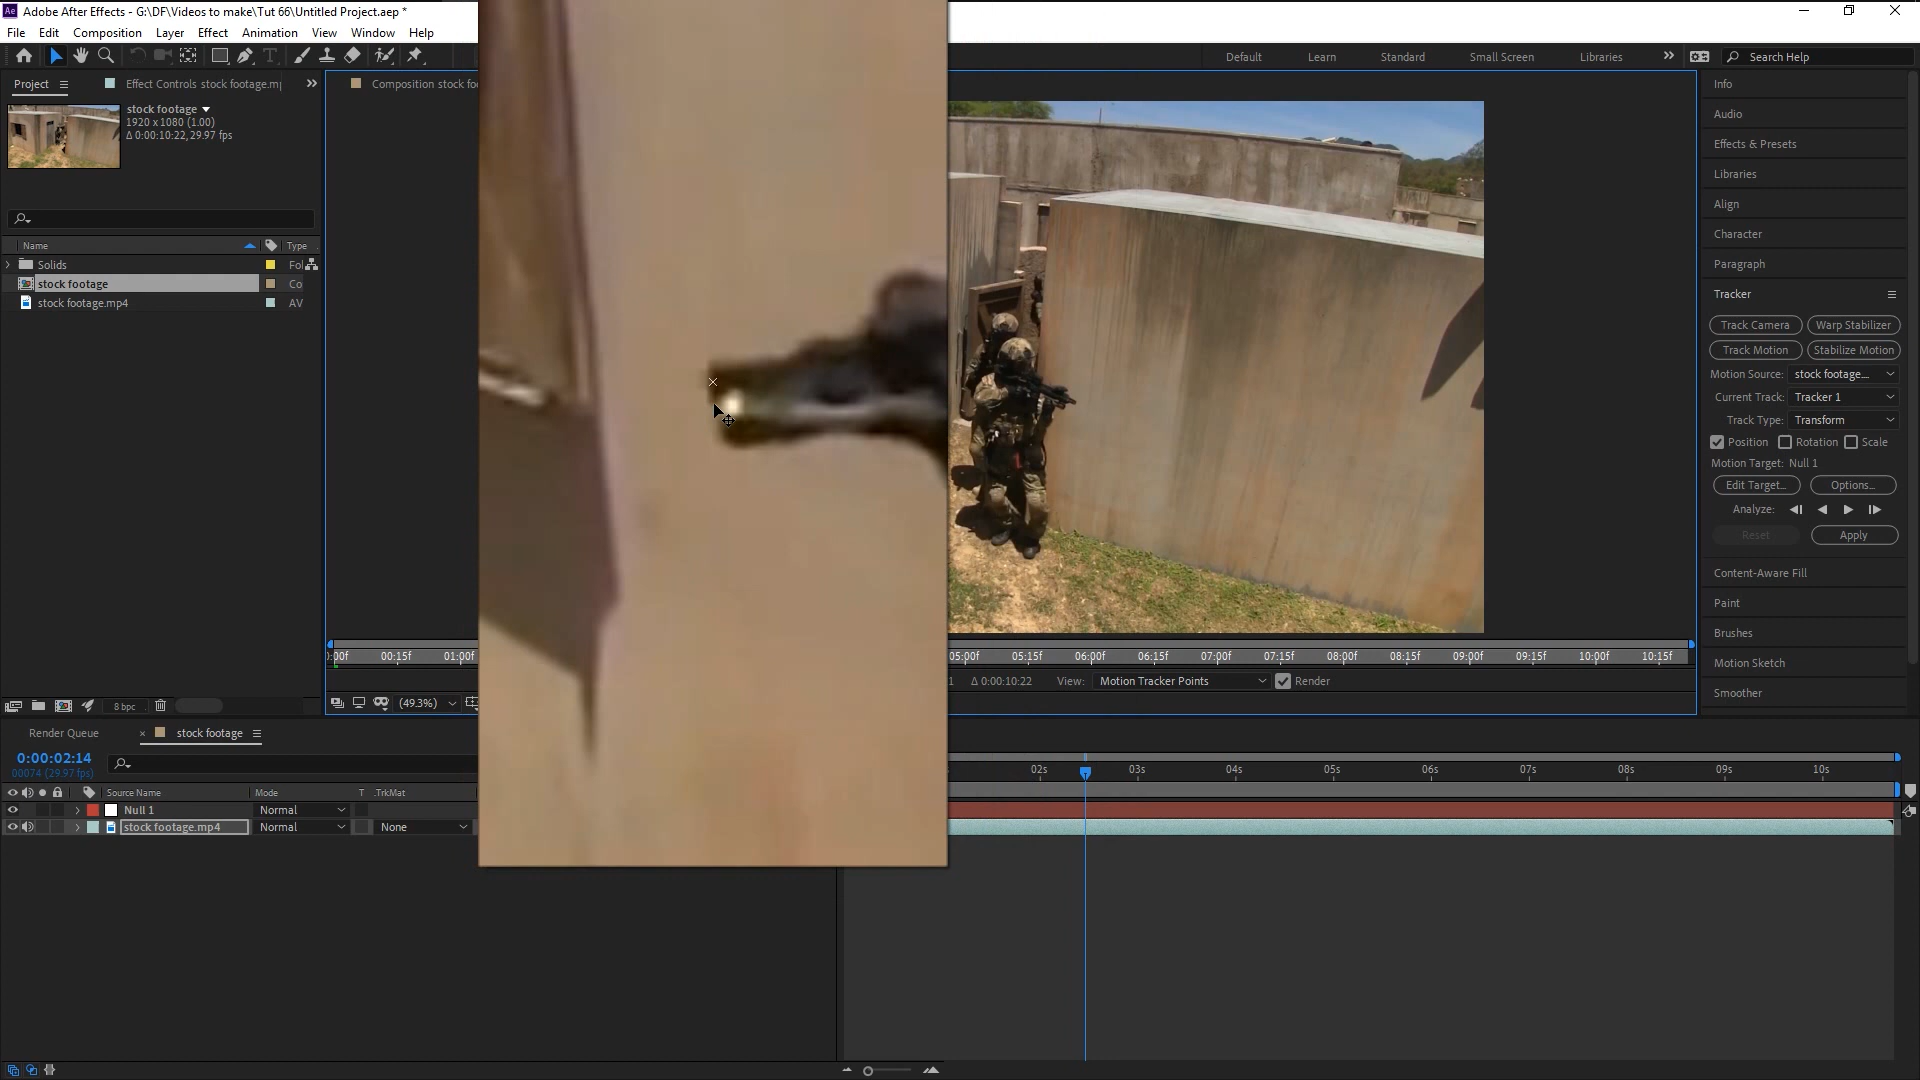 Adobe After Effects - G:\DF\Videos to make\Tut 66\Untitled Project.aep *
File Edit Composition Layer Effect Animation View Window Help
Default Learn Standard Small Screen Libraries Search Help
Project Effect Controls stock footage.m
Composition stock fo
stock footage
1920 x 1080 (1.00)
Δ 0:00:10:22, 29.97 fps
Name Type
Solids Fol
stock footage Co
stock footage.mp4 AV
8 bpc
Info
Audio
Effects & Presets
Libraries
Align
Character
Paragraph
Tracker
Track Camera Warp Stabilizer
Track Motion Stabilize Motion
Motion Source: stock footage...
Current Track: Tracker 1
Track Type: Transform
Position Rotation Scale
Motion Target: Null 1
Edit Target... Options...
Analyze:
Reset Apply
Content-Aware Fill
Paint
Brushes
Motion Sketch
Smoother
):00f 00:15f 01:00f 05:00f 05:15f 06:00f 06:15f 07:00f 07:15f 08:00f 08:15f 09:00f 09:15f 10:00f 10:15f
1 Δ 0:00:10:22 View: Motion Tracker Points Render
(49.3%)
Render Queue stock footage
0:00:02:14
00074 (29.97 fps)
02s 03s 04s 05s 06s 07s 08s 09s 10s
Source Name Mode T .TrkMat
Null 1 Normal
stock footage.mp4 Normal None